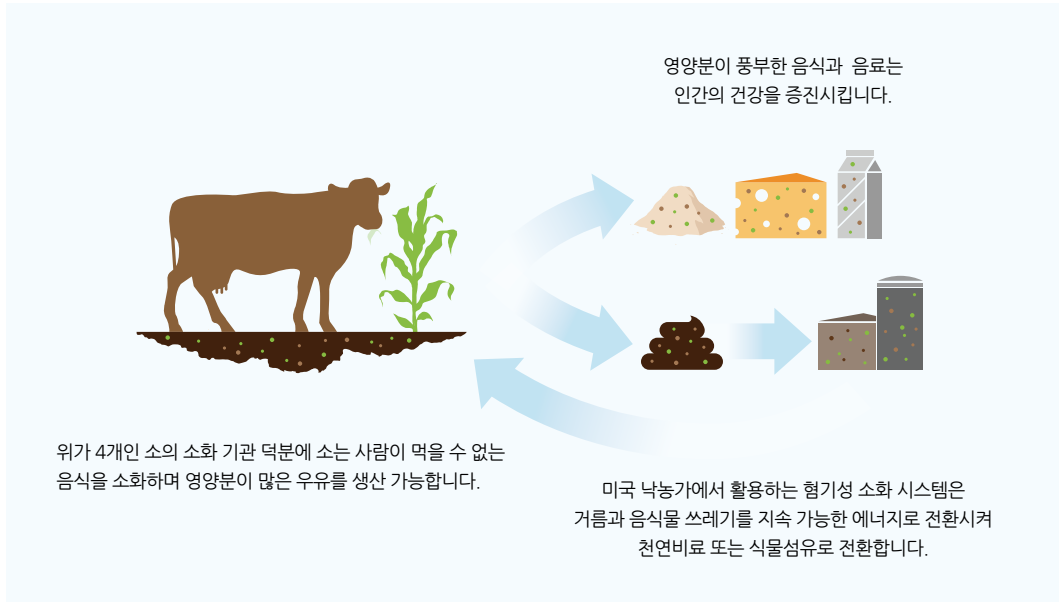 영양분이 풍부한 음식과 음료는
인간의 건강을 증진시킵니다.
위가 4개인 소의 소화 기관 덕분에 소는 사람이 먹을 수 없는
음식을 소화하며 영양분이 많은 우유를 생산 가능합니다.
미국 낙농가에서 활용하는 혐기성 소화 시스템은
거름과 음식물 쓰레기를 지속 가능한 에너지로 전환시켜
천연비료 또는 식물섬유로 전환합니다.